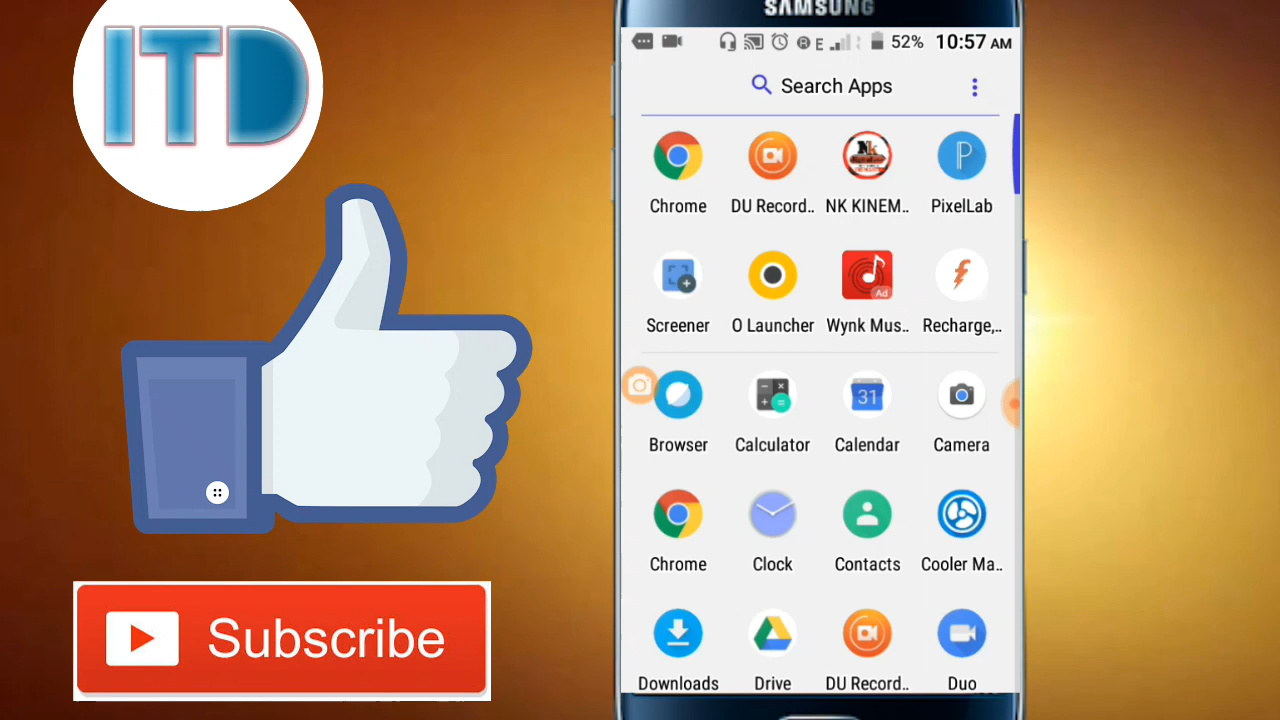 ITD
SAMSUNG
R E 52% 10:57 AM
Search Apps
Chrome DU Record.. NK KINEM.. PixelLab
Screener O Launcher Wynk Mus.. Recharge,..
Ad
Browser Calculator Calendar Camera
31
Chrome Clock Contacts Cooler Ma..
Downloads Drive DU Record.. Duo
Subscribe